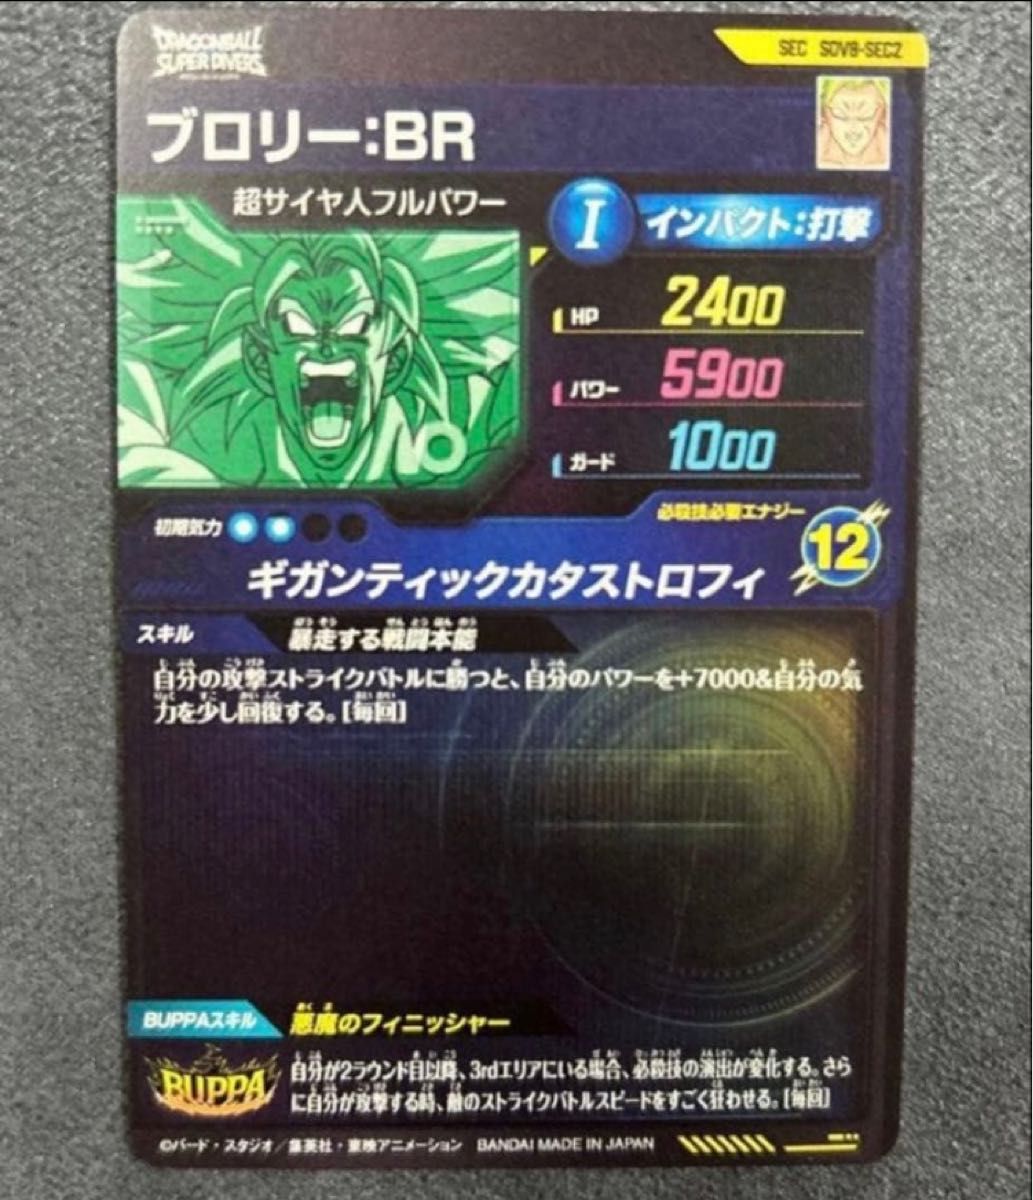 DRAGONBALL
SUPER DIVERS
SEC SDV8-SEC2
ブロリー:BR
超サイヤ人フルパワー
I インパクト:打撃
HP 2400
パワー 5900
ガード 1000
初期気力
必殺技必要エナジー
12
ギガンティックカタストロフィ
スキル 暴走する戦闘本能
自分の攻撃ストライクバトルに勝つと、自分のパワーを+7000&自分の気
力を少し回復する。[毎回]
BUPPAスキル 悪魔のフィニッシャー
BUPPA
自分が2ラウンド目以降、3rdエリアにいる場合、必殺技の演出が変化する。さら
に自分が攻撃する時、敵のストライクバトルスピードをすごく狂わせる。[毎回]
©バード・スタジオ/集英社・東映アニメーション BANDAI MADE IN JAPAN